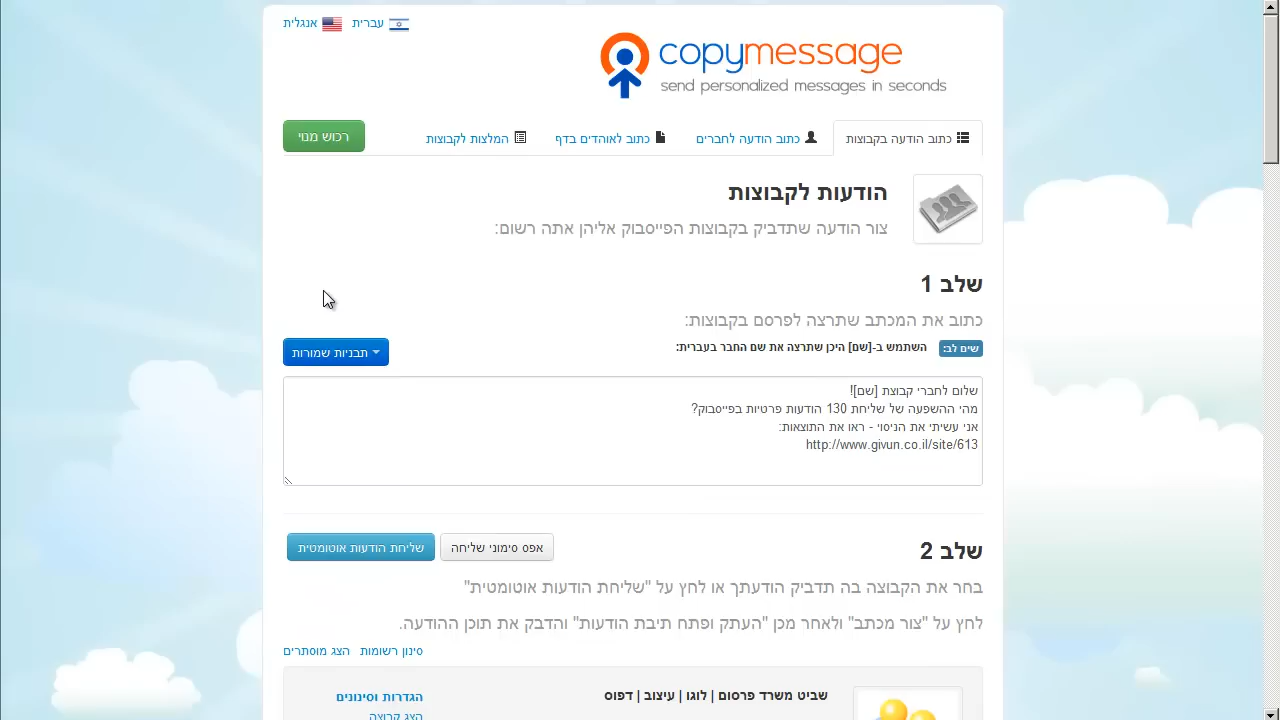 עברית אנגלית
copymessage
send personalized messages in seconds
כתוב הודעה בקבוצות
כתוב הודעה לחברים
כתוב לאוהדים בדף
המלצות לקבוצות
רכוש מנוי
הודעות לקבוצות
צור הודעה שתדביק בקבוצות הפייסבוק אליהן אתה רשום:
שלב 1
כתוב את המכתב שתרצה לפרסם בקבוצות:
שים לב: השתמש ב-[שם] היכן שתרצה את שם החבר בעברית:
תבניות שמורות
שלום לחברי קבוצת [שם]!
מהי ההשפעה של שליחת 130 הודעות פרטיות בפייסבוק?
אני עשיתי את הניסוי - ראו את התוצאות:
http://www.givun.co.il/site/613
שלב 2
אפס סימוני שליחה
שליחת הודעות אוטומטית
בחר את הקבוצה בה תדביק הודעתך או לחץ על "שליחת הודעות אוטומטית"
לחץ על "צור מכתב" ולאחר מכן "העתק ופתח תיבת הודעות" והדבק את תוכן ההודעה.
סינון רשומות הצג מוסתרים
שביט משרד פרסום | לוגו | עיצוב | דפוס
הגדרות וסינונים
הצג קבוצה